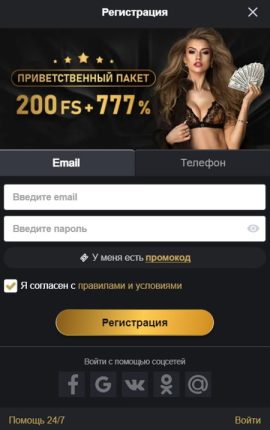 Регистрация
ПРИВЕТСТВЕННЫЙ ПАКЕТ
200 FS + 777%
Email
Телефон
Введите email
Введите пароль
У меня есть промокод
Я согласен с правилами и условиями
Регистрация
Войти с помощью соцсетей
Помощь 24/7
Войти